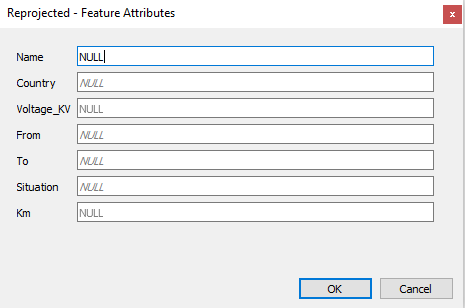 Reprojected - Feature Attributes
x
Name NULL
Country NULL
Voltage_KV NULL
From NULL
To NULL
Situation NULL
Km NULL
OK Cancel